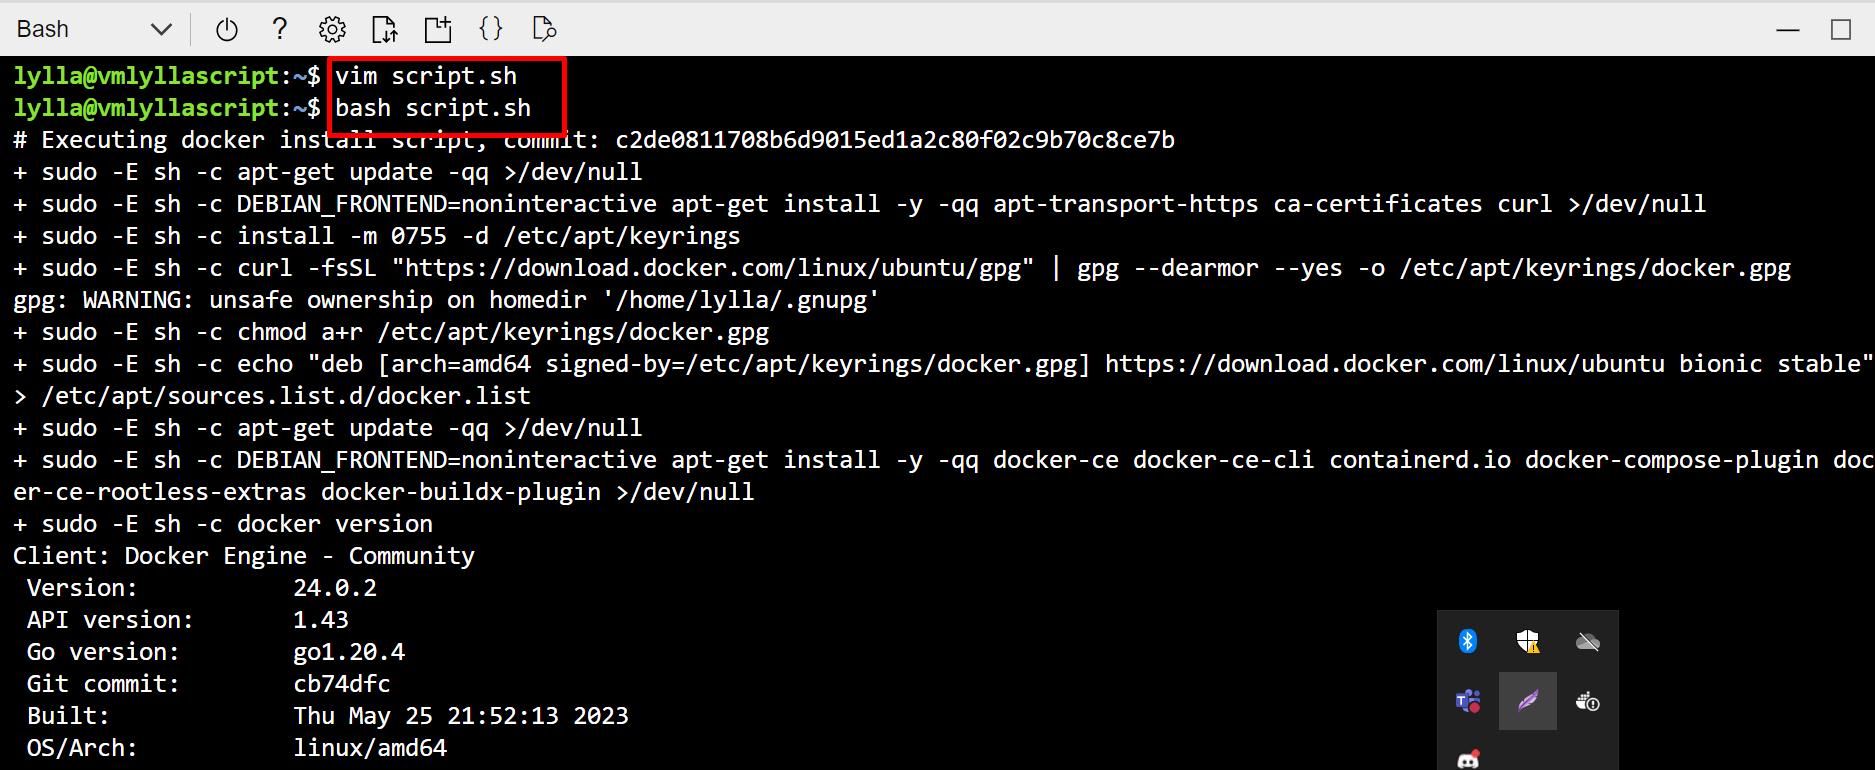 Bash
lylla@vmlyllascript:~$ vim script.sh
lylla@vmlyllascript:~$ bash script.sh
# Executing docker install script, commit: c2de0811708b6d9015ed1a2c80f02c9b70c8ce7b
+ sudo -E sh -c apt-get update -qq >/dev/null
+ sudo -E sh -c DEBIAN_FRONTEND=noninteractive apt-get install -y -qq apt-transport-https ca-certificates curl >/dev/null
+ sudo -E sh -c install -m 0755 -d /etc/apt/keyrings
+ sudo -E sh -c curl -fsSL "https://download.docker.com/linux/ubuntu/gpg" | gpg --dearmor --yes -o /etc/apt/keyrings/docker.gpg
gpg: WARNING: unsafe ownership on homedir '/home/lylla/.gnupg'
+ sudo -E sh -c chmod a+r /etc/apt/keyrings/docker.gpg
+ sudo -E sh -c echo "deb [arch=amd64 signed-by=/etc/apt/keyrings/docker.gpg] https://download.docker.com/linux/ubuntu bionic stable"
> /etc/apt/sources.list.d/docker.list
+ sudo -E sh -c apt-get update -qq >/dev/null
+ sudo -E sh -c DEBIAN_FRONTEND=noninteractive apt-get install -y -qq docker-ce docker-ce-cli containerd.io docker-compose-plugin doc
er-ce-rootless-extras docker-buildx-plugin >/dev/null
+ sudo -E sh -c docker version
Client: Docker Engine - Community
Version: 24.0.2
API version: 1.43
Go version: go1.20.4
Git commit: cb74dfc
Built: Thu May 25 21:52:13 2023
OS/Arch: linux/amd64